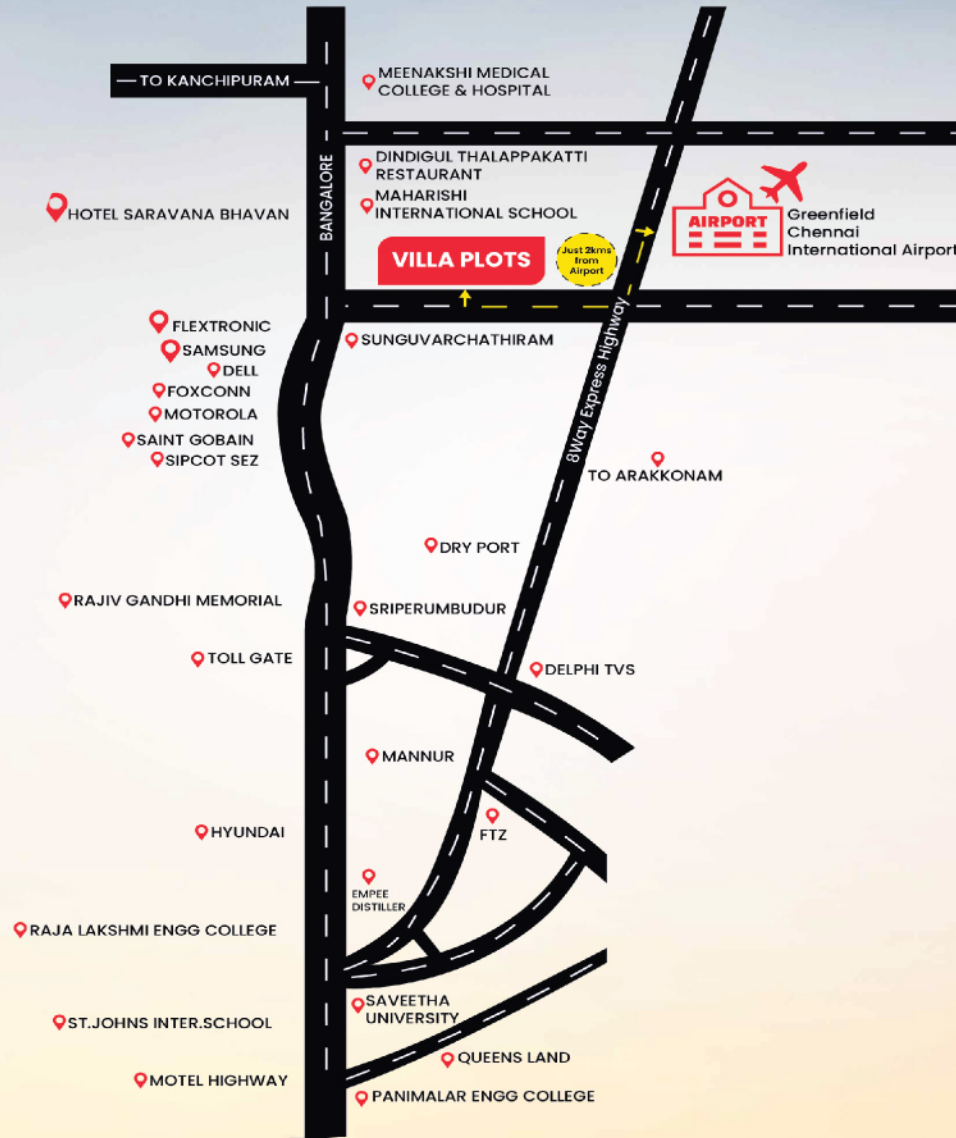 TO KANCHIPURAM
MEENAKSHI MEDICAL
COLLEGE & HOSPITAL
BANGALORE
DINDIGUL THALAPPAKATTI
RESTAURANT
MAHARISHI
INTERNATIONAL SCHOOL
HOTEL SARAVANA BHAVAN
AIRPORT
Greenfield
Chennai
International Airport
VILLA PLOTS
Just 2kms
from
Airport
FLEXTRONIC
SAMSUNG
DELL
FOXCONN
MOTOROLA
SAINT GOBAIN
SIPCOT SEZ
SUNGUVARCHATHIRAM
8Way Express Highway
TO ARAKKONAM
DRY PORT
RAJIV GANDHI MEMORIAL
SRIPERUMBUDUR
TOLL GATE
DELPHI TVS
MANNUR
HYUNDAI
FTZ
EMPEE
DISTILLER
RAJA LAKSHMI ENGG COLLEGE
SAVEETHA
UNIVERSITY
ST.JOHNS INTER.SCHOOL
QUEENS LAND
MOTEL HIGHWAY
PANIMALAR ENGG COLLEGE